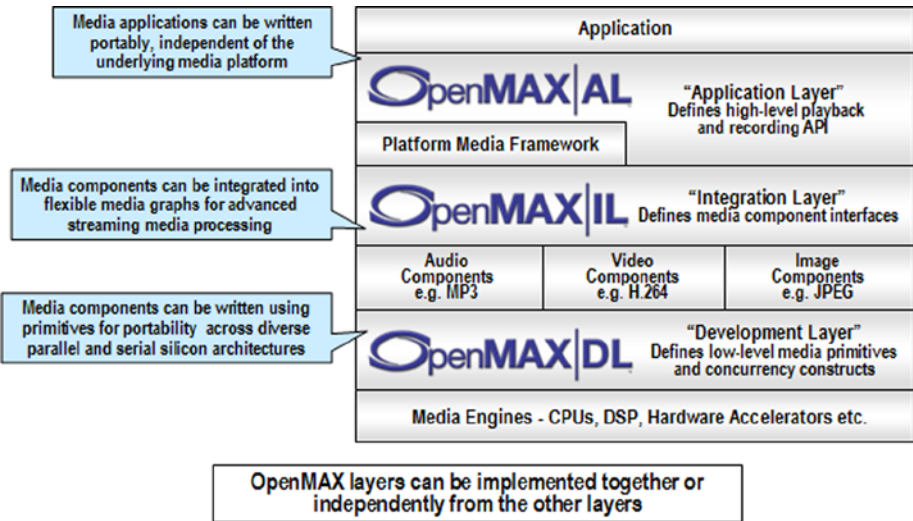 Media applications can be written
portably, independent of the
underlying media platform
Application
OpenMAX|AL
"Application Layer"
Defines high-level playback
and recording API
Platform Media Framework
Media components can be integrated into
flexible media graphs for advanced
streaming media processing
OpenMAX|IL
"Integration Layer"
Defines media component interfaces
Audio
Components
e.g. MP3
Video
Components
e.g. H.264
Image
Components
e.g. JPEG
Media components can be written using
primitives for portability across diverse
parallel and serial silicon architectures
OpenMAX|DL
"Development Layer"
Defines low-level media primitives
and concurrency constructs
Media Engines - CPUs, DSP, Hardware Accelerators etc.
OpenMAX layers can be implemented together or
independently from the other layers